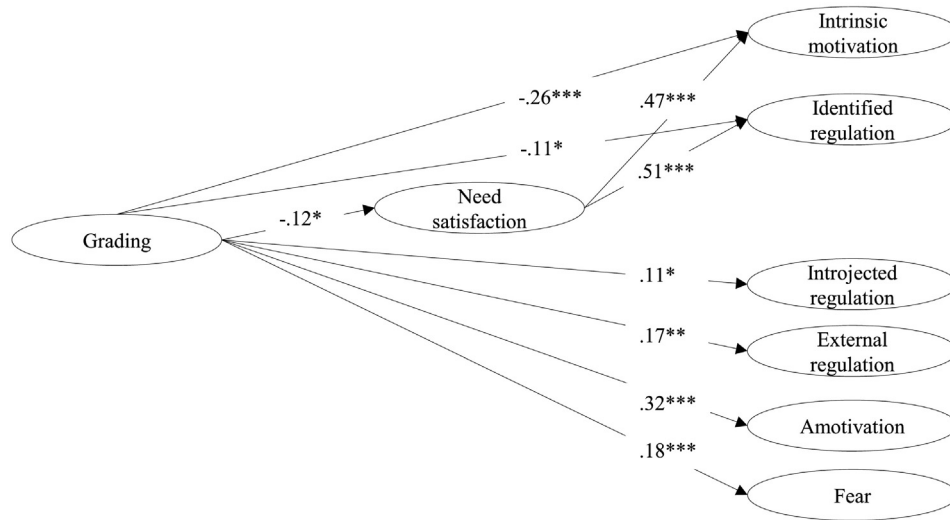 Intrinsic
motivation
-.26***
.47***
Identified
regulation
-.11*
.51***
Need
satisfaction
-.12*
Grading
.11*
Introjected
regulation
.17**
External
regulation
.32***
Amotivation
.18***
Fear